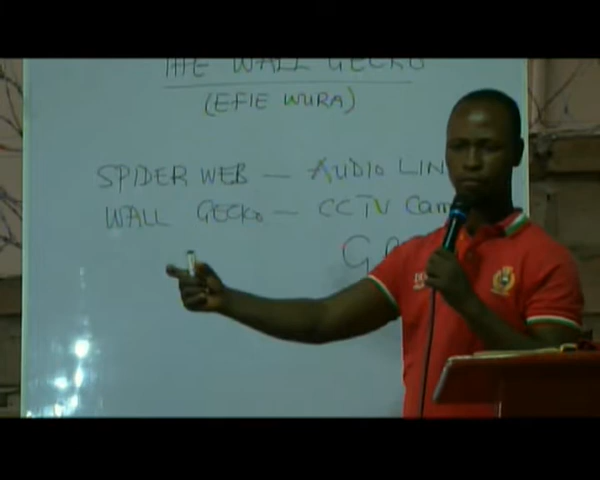 THE WALL GECKO
(EFIE WURA)
SPIDER WEB — AUDIO LIN
WALL GECKO — CCTV Cam